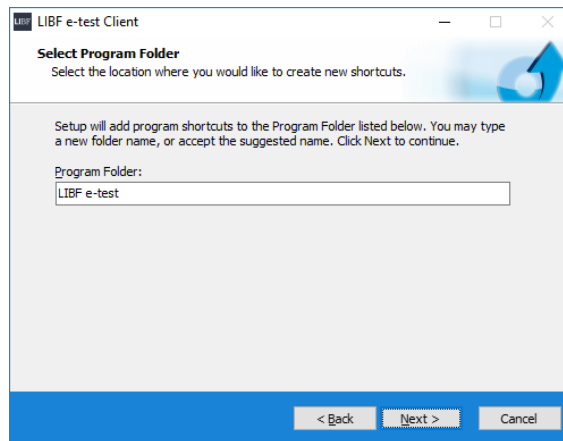 LIBF LIBF e-test Client
Select Program Folder
Select the location where you would like to create new shortcuts.
Setup will add program shortcuts to the Program Folder listed below. You may type
a new folder name, or accept the suggested name. Click Next to continue.
Program Folder:
LIBF e-test
< Back Next > Cancel